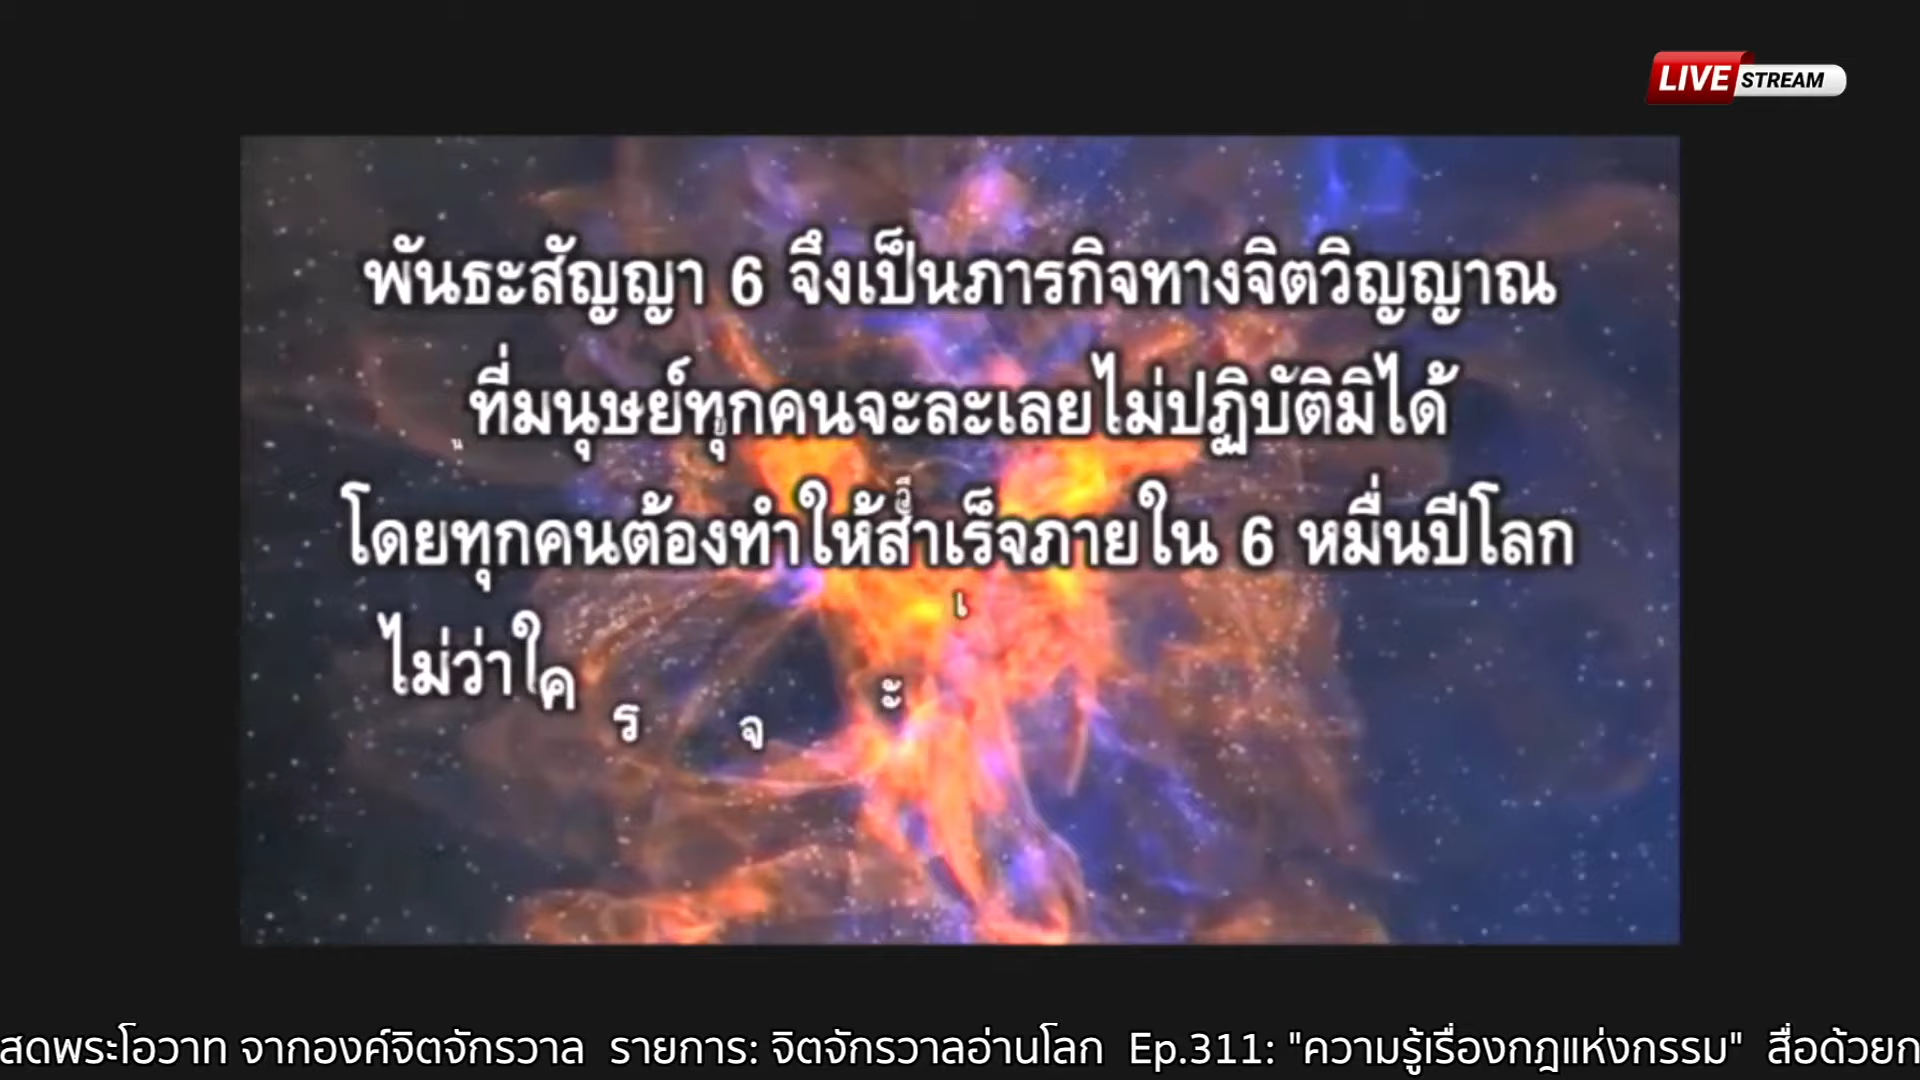 LIVE STREAM
พันธะสัญญา 6 จึงเป็นภารกิจทางจิตวิญญาณ
ที่มนุษย์ทุกคนจะละเลยไม่ปฏิบัติมิได้
โดยทุกคนต้องทำให้สำเร็จภายใน 6 หมื่นปีโลก
ไม่ว่าใครจะเ
สดพระโอวาท จากองค์จิตจักรวาล รายการ: จิตจักรวาลอ่านโลก Ep.311: "ความรู้เรื่องกฎแห่งกรรม" สื่อด้วยก